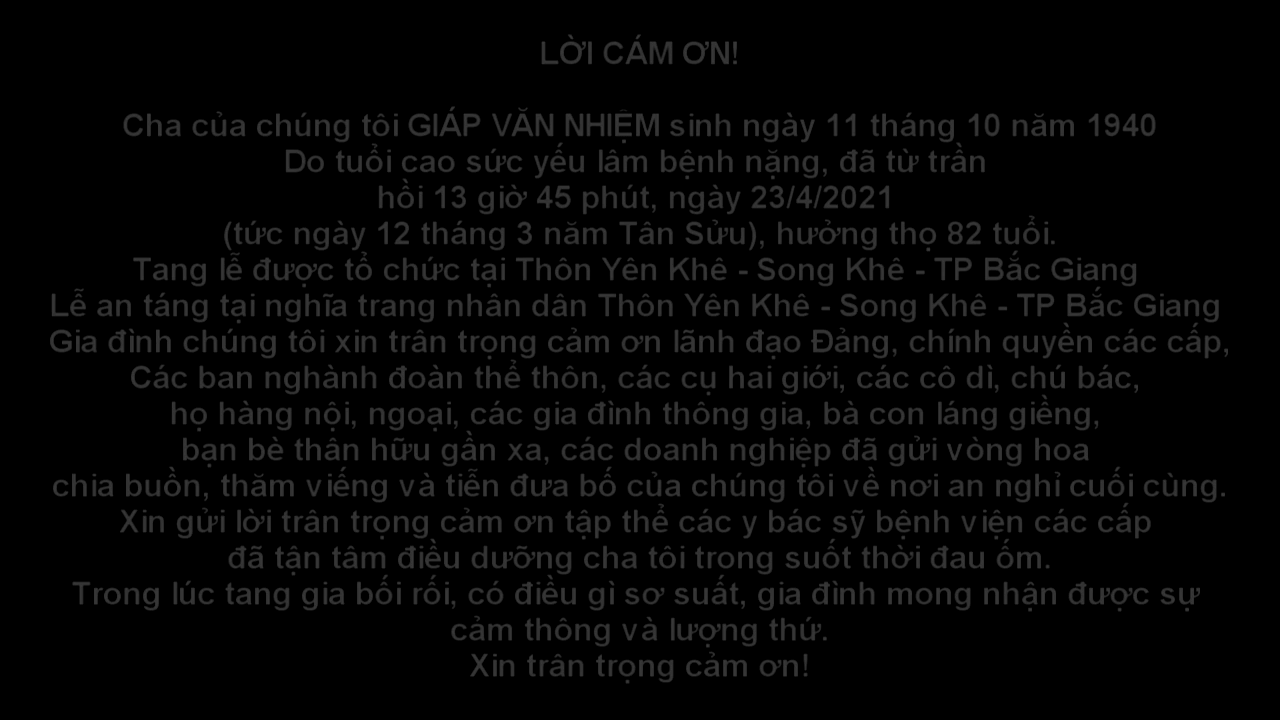 LỜI CÁM ƠN!
Cha của chúng tôi GIÁP VĂN NHIỆM sinh ngày 11 tháng 10 năm 1940
Do tuổi cao sức yếu lâm bệnh nặng, đã từ trần
hồi 13 giờ 45 phút, ngày 23/4/2021
(tức ngày 12 tháng 3 năm Tân Sửu), hưởng thọ 82 tuổi.
Tang lễ được tổ chức tại Thôn Yên Khê - Song Khê - TP Bắc Giang
Lễ an táng tại nghĩa trang nhân dân Thôn Yên Khê - Song Khê - TP Bắc Giang
Gia đình chúng tôi xin trân trọng cảm ơn lãnh đạo Đảng, chính quyền các cấp,
Các ban nghành đoàn thể thôn, các cụ hai giới, các cô dì, chú bác,
họ hàng nội, ngoại, các gia đình thông gia, bà con láng giềng,
bạn bè thân hữu gần xa, các doanh nghiệp đã gửi vòng hoa
chia buồn, thăm viếng và tiễn đưa bố của chúng tôi về nơi an nghỉ cuối cùng.
Xin gửi lời trân trọng cảm ơn tập thể các y bác sỹ bệnh viện các cấp
đã tận tâm điều dưỡng cha tôi trong suốt thời đau ốm.
Trong lúc tang gia bối rối, có điều gì sơ suất, gia đình mong nhận được sự
cảm thông và lượng thứ.
Xin trân trọng cảm ơn!